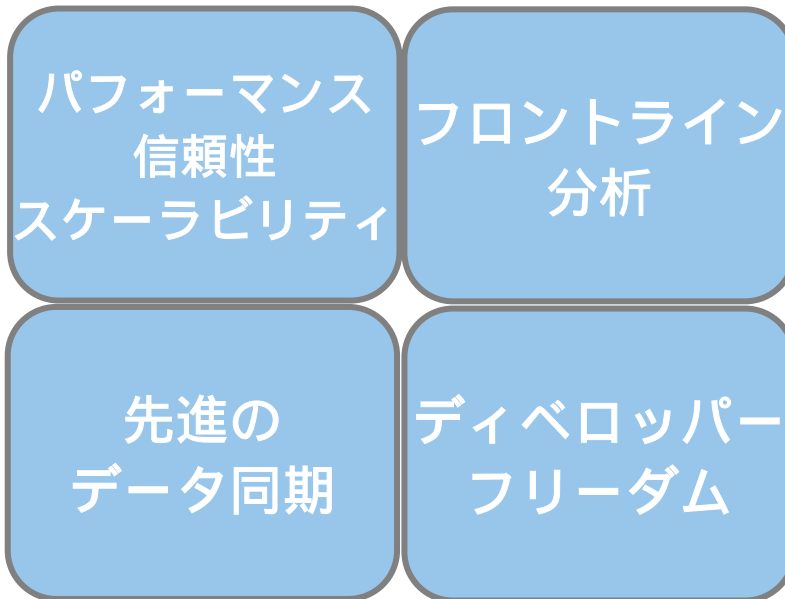 パフォーマンス
信頼性
スケーラビリティ
フロントライン
分析
先進の
データ同期
ディベロッパー
フリーダム